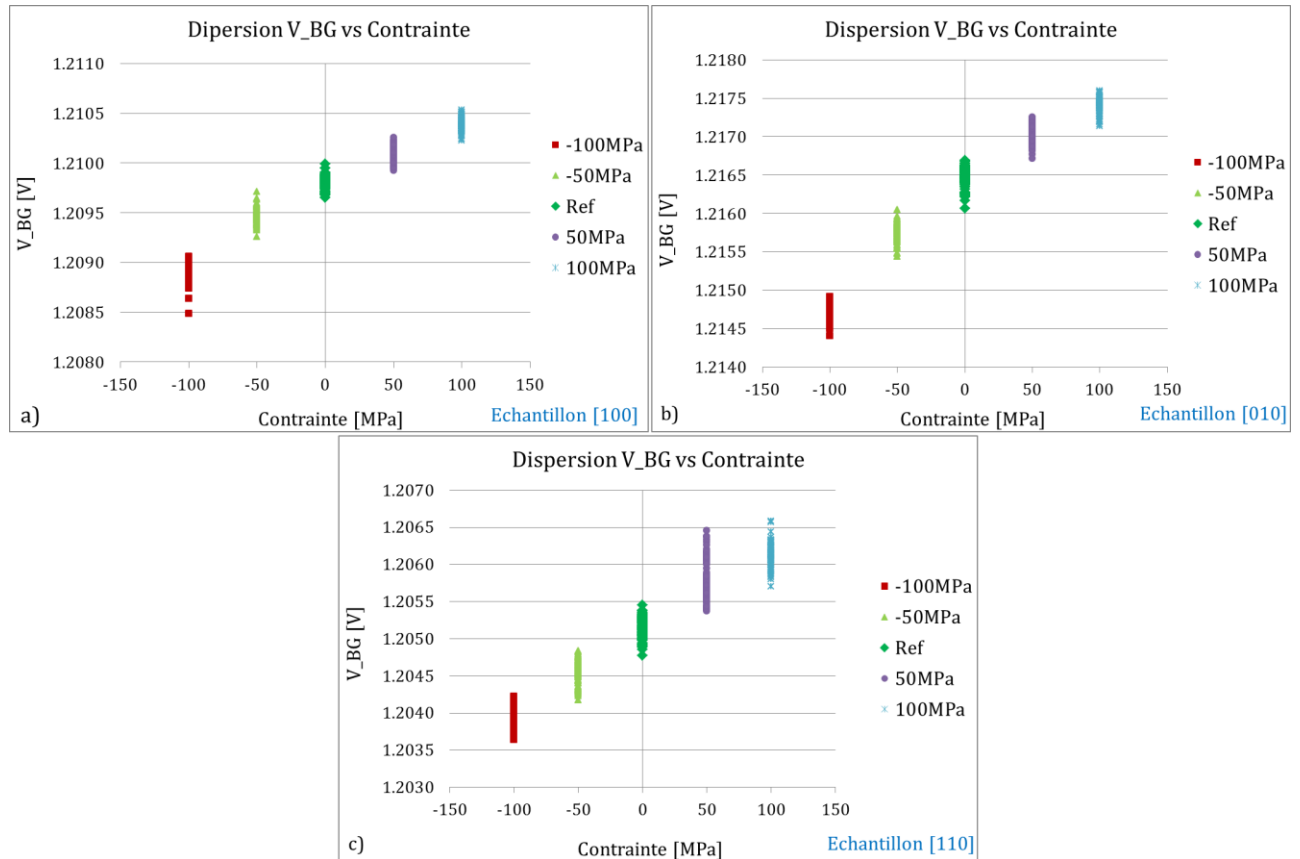 Dipersion V_BG vs Contrainte
1.2110
1.2105
1.2100
1.2095
1.2090
1.2085
1.2080
V_BG [V]
-150 -100 -50 0 50 100 150
Contrainte [MPa]
-100MPa
-50MPa
Ref
50MPa
100MPa
a)
Echantillon [100]
Dispersion V_BG vs Contrainte
1.2180
1.2175
1.2170
1.2165
1.2160
1.2155
1.2150
1.2145
1.2140
V_BG [V]
-150 -100 -50 0 50 100 150
Contrainte [MPa]
-100MPa
-50MPa
Ref
50MPa
100MPa
b)
Echantillon [010]
Dispersion V_BG vs Contrainte
1.2070
1.2065
1.2060
1.2055
1.2050
1.2045
1.2040
1.2035
1.2030
V_BG [V]
-150 -100 -50 0 50 100 150
Contrainte [MPa]
-100MPa
-50MPa
Ref
50MPa
100MPa
c)
Echantillon [110]